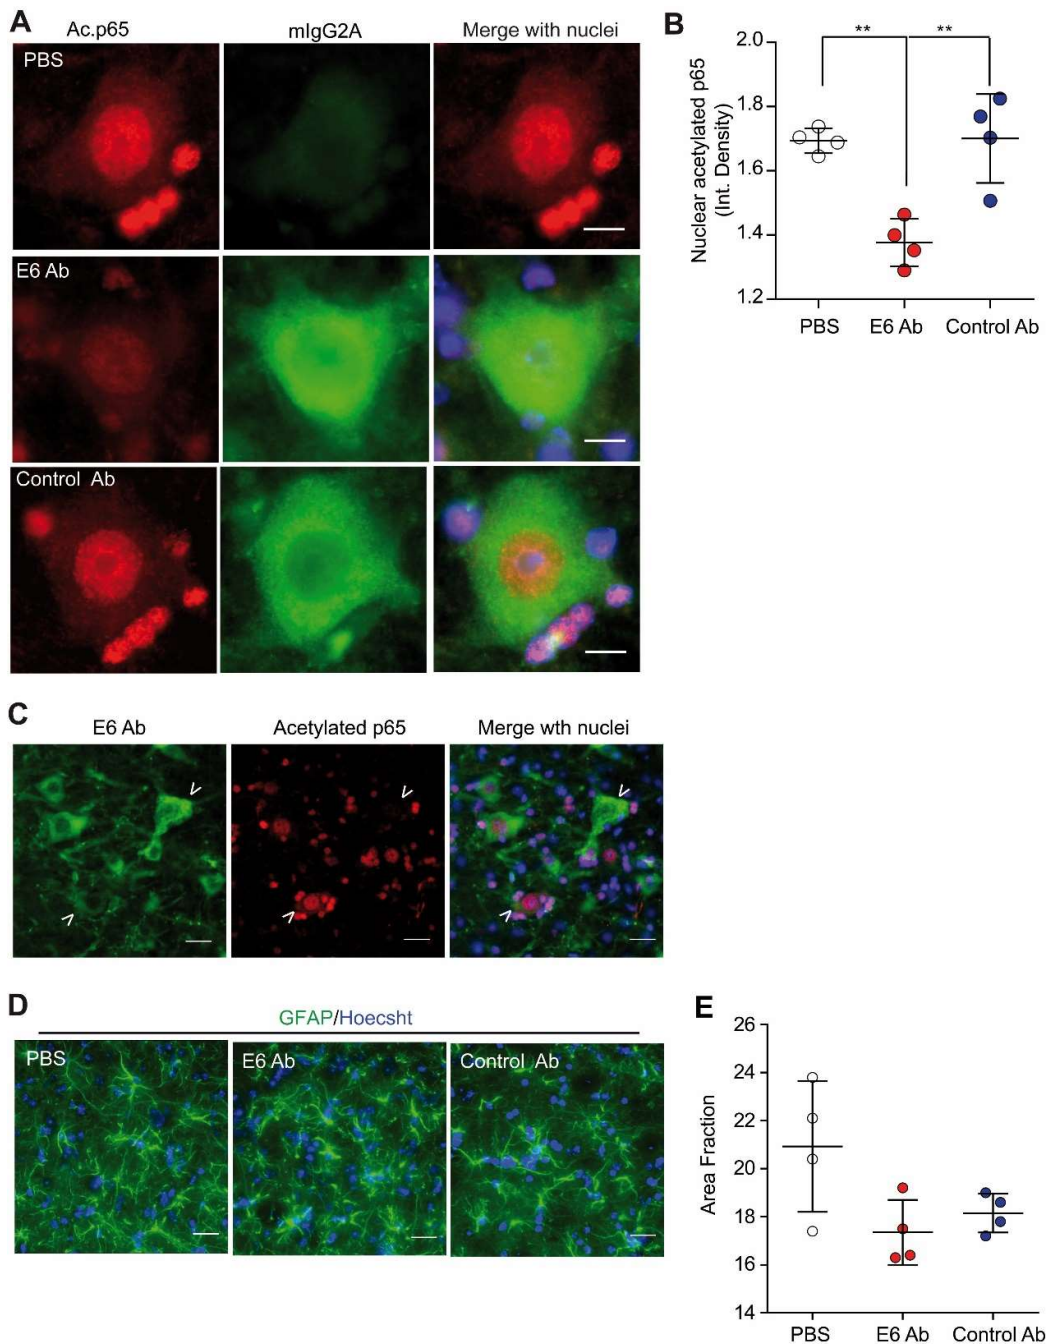 A
Ac.p65
mIgG2A
Merge with nuclei
PBS
E6 Ab
Control Ab
B
Nuclear acetylated p65
(Int. Density)
** **
2.0
1.8
1.6
1.4
1.2
PBS E6 Ab Control Ab
C
E6 Ab
Acetylated p65
Merge wth nuclei
D
GFAP/Hoecsht
PBS
E6 Ab
Control Ab
E
Area Fraction
26
24
22
20
18
16
14
PBS E6 Ab Control Ab